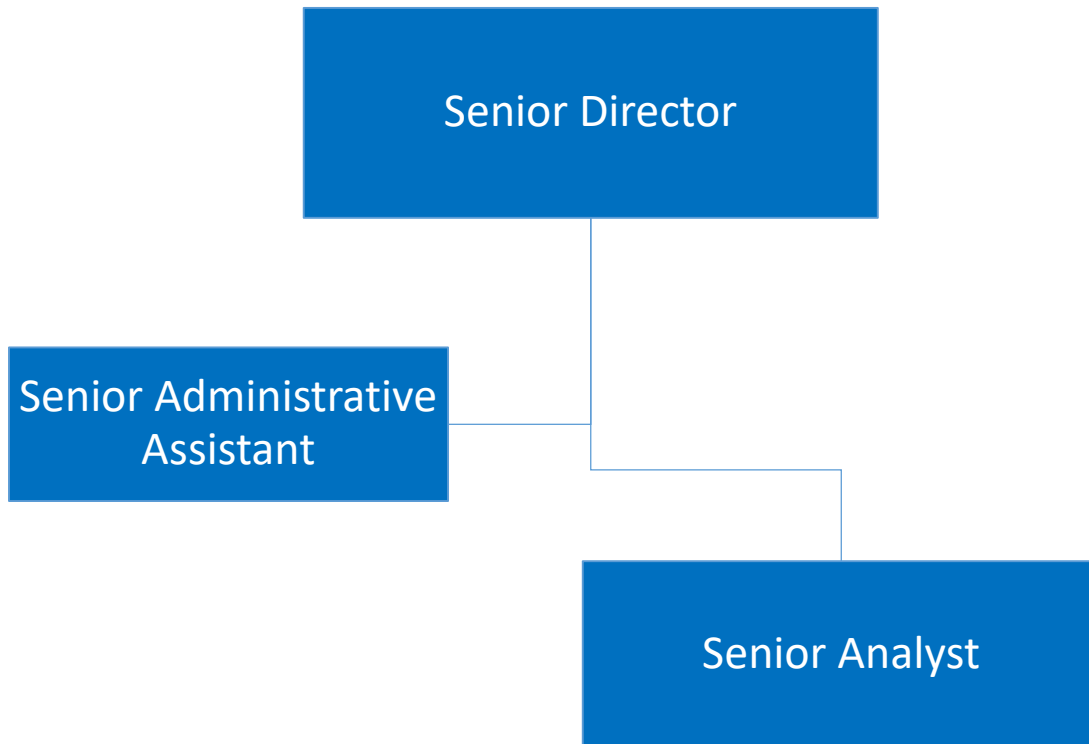 Senior Director
Senior Administrative
Assistant
Senior Analyst